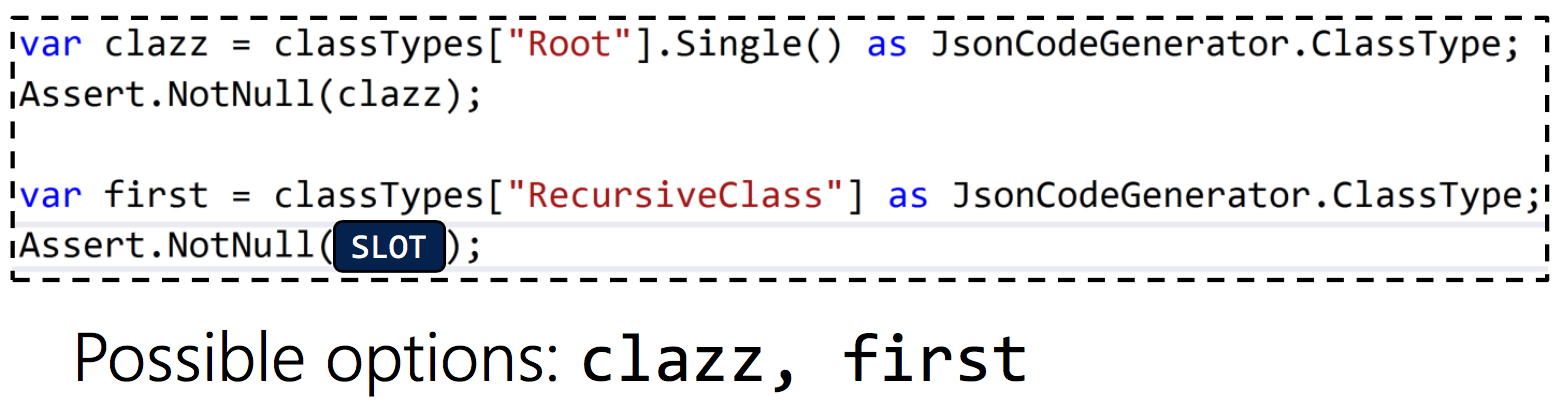 var clazz = classTypes["Root"].Single() as JsonCodeGenerator.ClassType;
Assert.NotNull(clazz);
var first = classTypes["RecursiveClass"] as JsonCodeGenerator.ClassType;
Assert.NotNull(SLOT);
Possible options: clazz, first